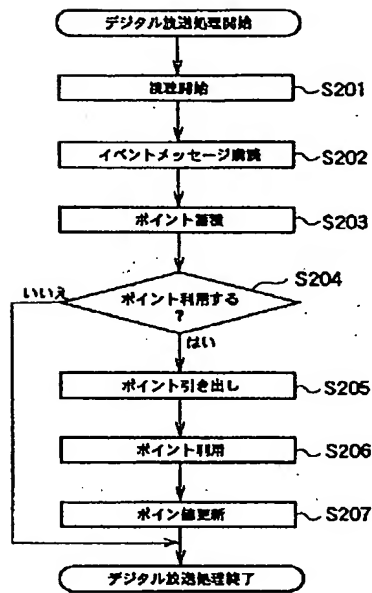 デジタル放送処理開始
視聴開始
S201
イベントメッセージ
S202
ポイント蓄積
S203
S204
ポイント利用する
?
いいえ
はい
ポイント引き出し
S205
ポイント利用
S206
ポイン値更新
S207
デジタル放送処理終了